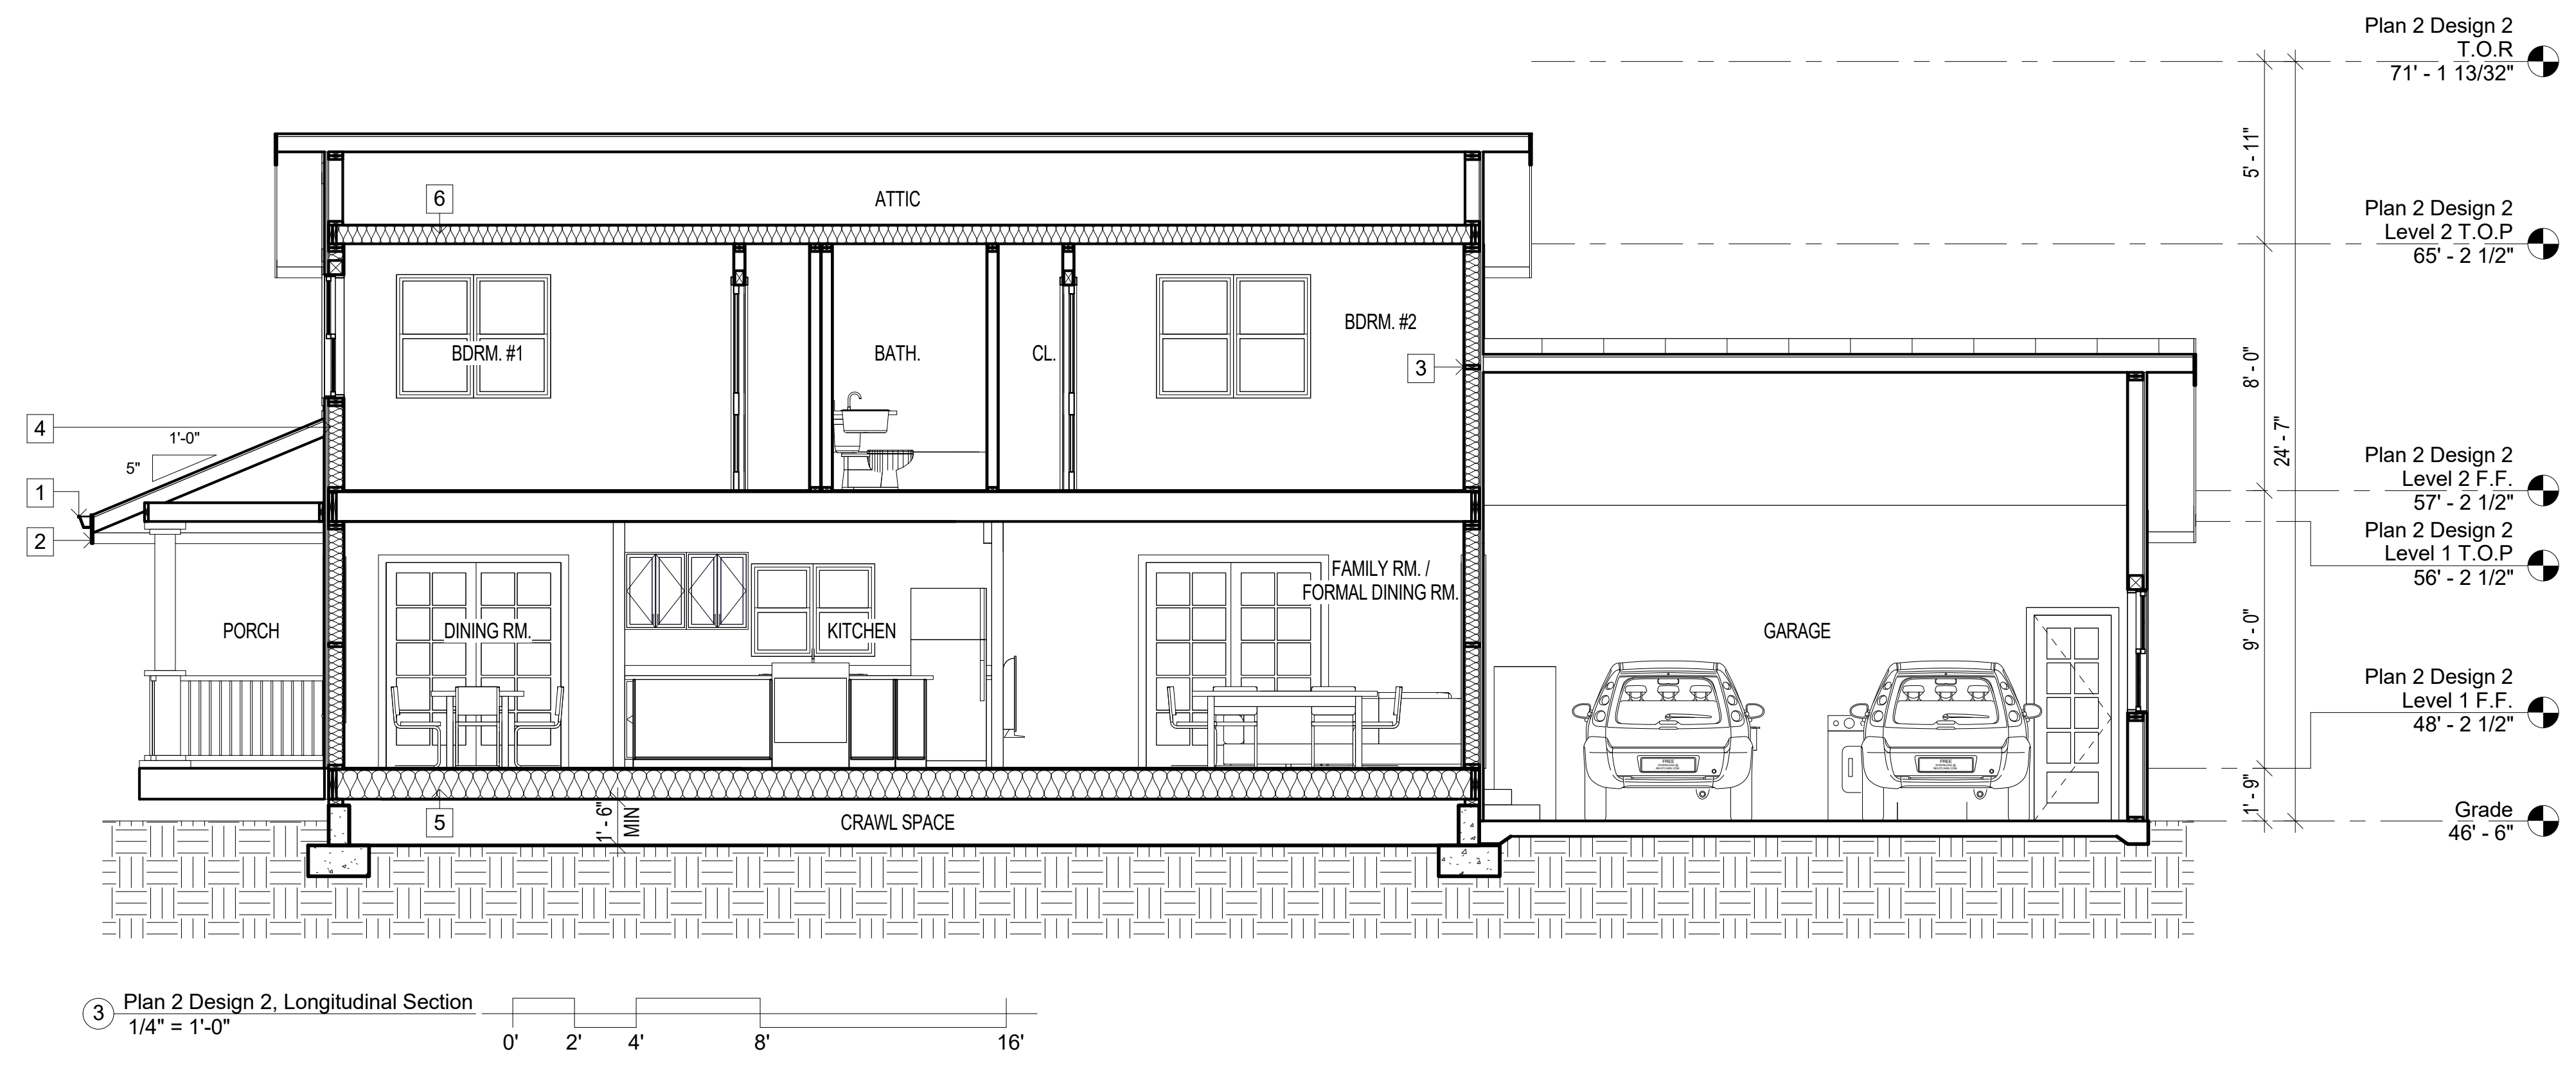 Plan 2 Design 2
T.O.R
71' - 1 13/32"
5' - 11"
Plan 2 Design 2
Level 2 T.O.P
65' - 2 1/2"
6
ATTIC
BDRM. #1
BATH.
CL.
BDRM. #2
3
8' - 0"
24' - 7"
4
1'-0"
5"
1
2
Plan 2 Design 2
Level 2 F.F.
57' - 2 1/2"
Plan 2 Design 2
Level 1 T.O.P
56' - 2 1/2"
PORCH
DINING RM.
KITCHEN
FAMILY RM. /
FORMAL DINING RM.
GARAGE
9' - 0"
Plan 2 Design 2
Level 1 F.F.
48' - 2 1/2"
FREE
FREE
1' - 9"
5
1' - 6"
MIN
CRAWL SPACE
Grade
46' - 6"
3
Plan 2 Design 2, Longitudinal Section
1/4" = 1'-0"
0' 2' 4' 8' 16'